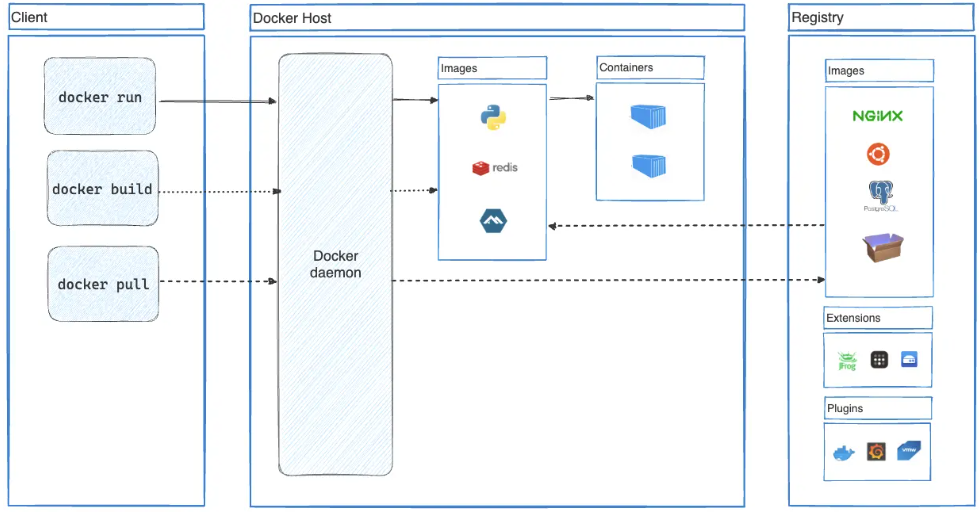 Client
docker run
docker build
docker pull
Docker Host
Docker
daemon
Images
redis
Containers
Registry
Images
NGINX
PostgreSQL
Extensions
JFrog
Plugins
vmw